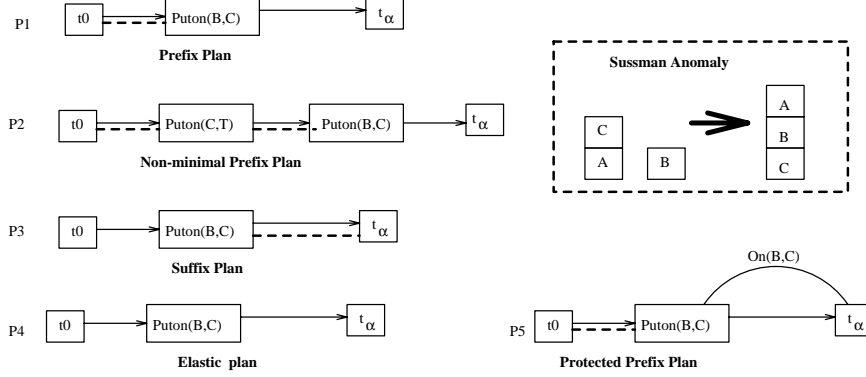 P1 t0 Puton(B,C) tα
Prefix Plan
P2 t0 Puton(C,T) Puton(B,C) tα
Non-minimal Prefix Plan
P3 t0 Puton(B,C) tα
Suffix Plan
P4 t0 Puton(B,C) tα
Elastic plan
Sussman Anomaly
C
A B
A
B
C
On(B,C)
P5 t0 Puton(B,C) tα
Protected Prefix Plan